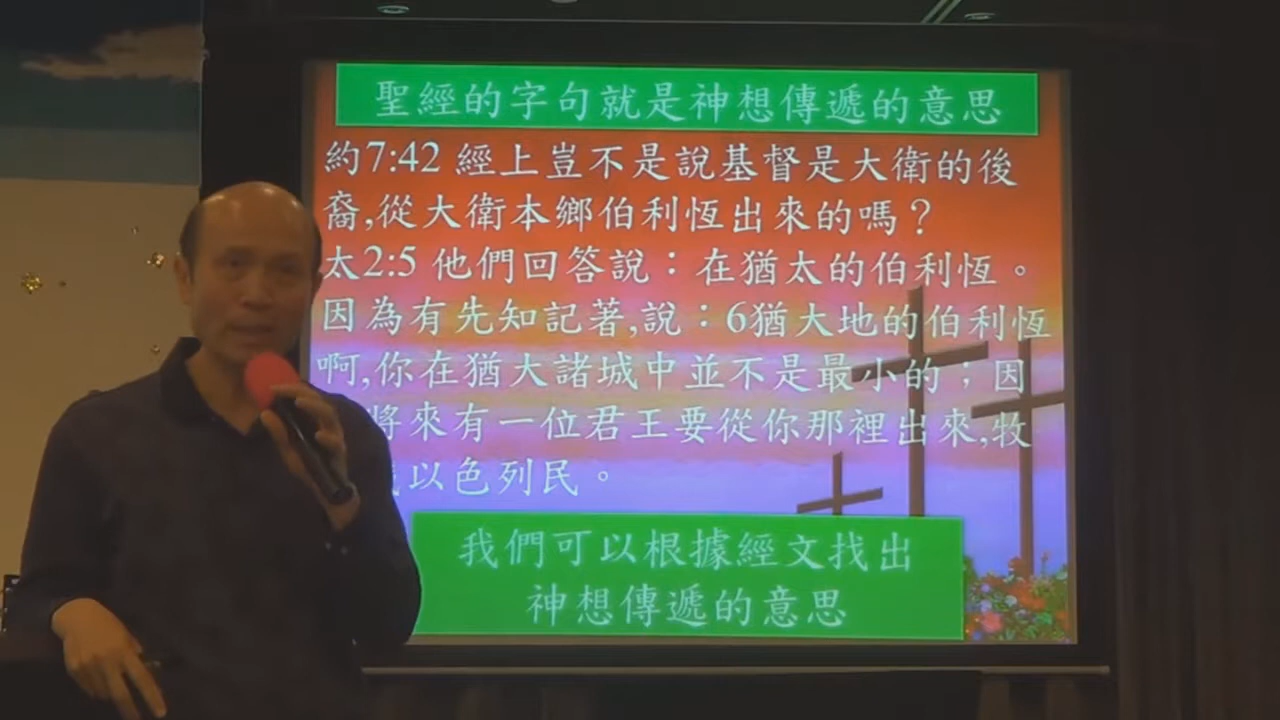 聖經的字句就是神想傳遞的意思
約7:42 經上豈不是說基督是大衛的後
裔,從大衛本鄉伯利恆出來的嗎？
太2:5 他們回答說：在猶太的伯利恆。
因為有先知記著,說：6猶大地的伯利恆
啊,你在猶大諸城中並不是最小的；因
將來有一位君王要從你那裡出來,牧
以色列民。
我們可以根據經文找出
神想傳遞的意思